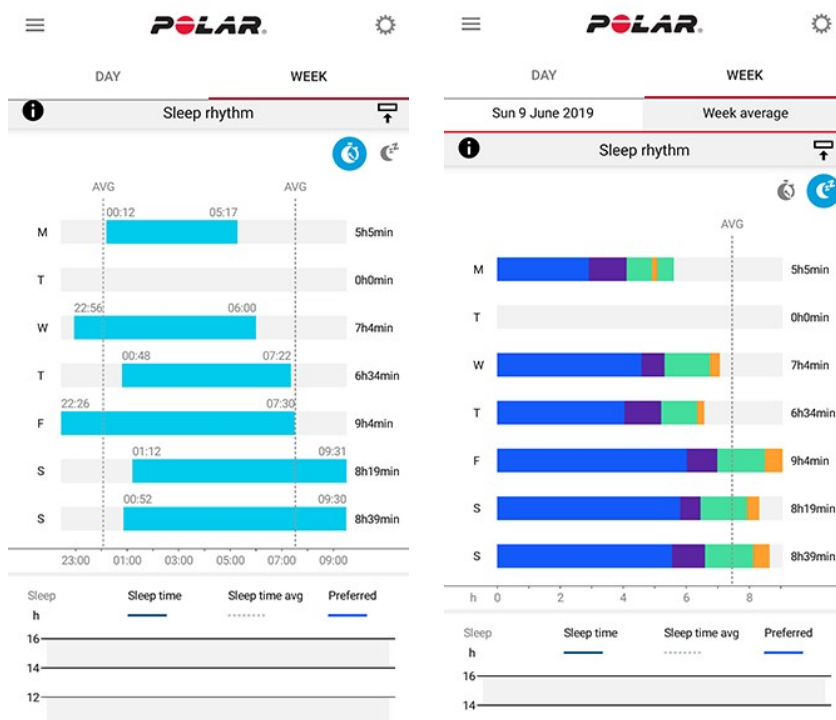 POLAR.
DAY WEEK
Sleep rhythm
AVG AVG
00:12 05:17
M 5h5min
T 0h0min
22:56 06:00
W 7h4min
00:48 07:22
T 6h34min
22:26 07:30
F 9h4min
01:12 09:31
S 8h19min
00:52 09:30
S 8h39min
23:00 01:00 03:00 05:00 07:00 09:00
Sleep Sleep time Sleep time avg Preferred
h
16
14
12
POLAR.
DAY WEEK
Sun 9 June 2019 Week average
Sleep rhythm
AVG
M 5h5min
T 0h0min
W 7h4min
T 6h34min
F 9h4min
S 8h19min
S 8h39min
h 0 2 4 6 8
Sleep Sleep time Sleep time avg Preferred
h
16
14